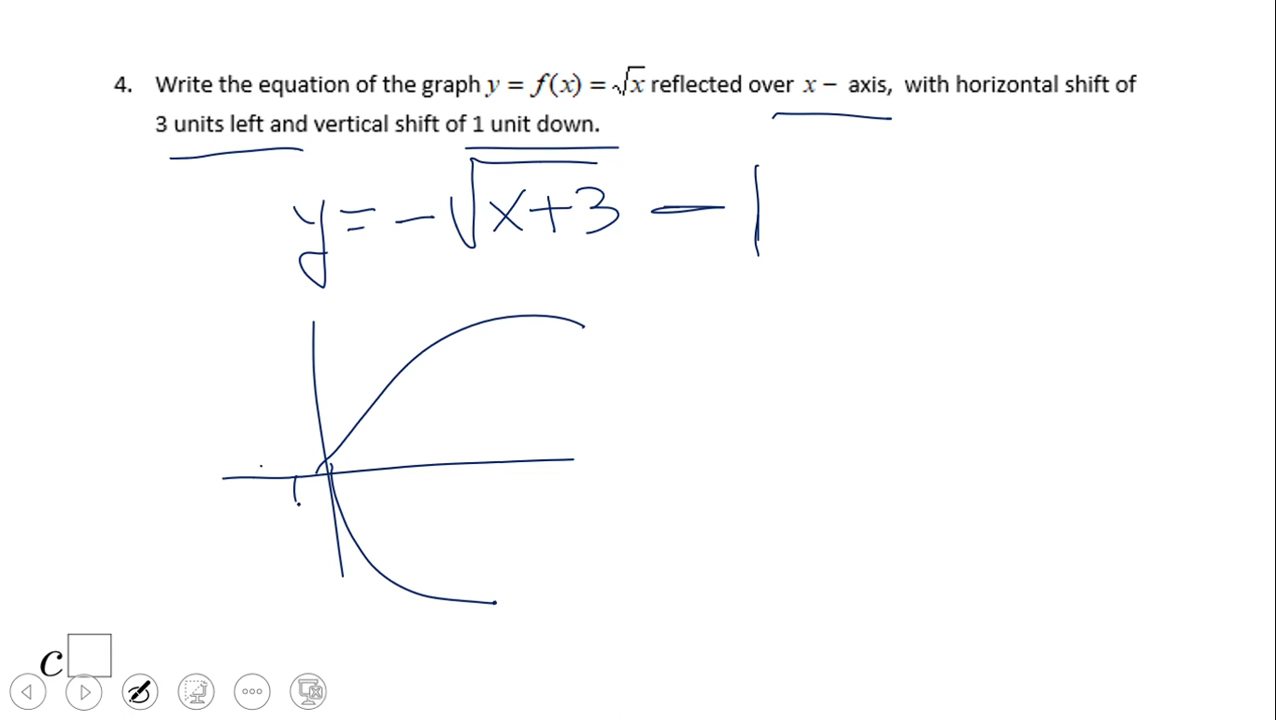 4. Write the equation of the graph y = f(x) = √x reflected over x − axis, with horizontal shift of
3 units left and vertical shift of 1 unit down.
y = −√x+3 − 1
c